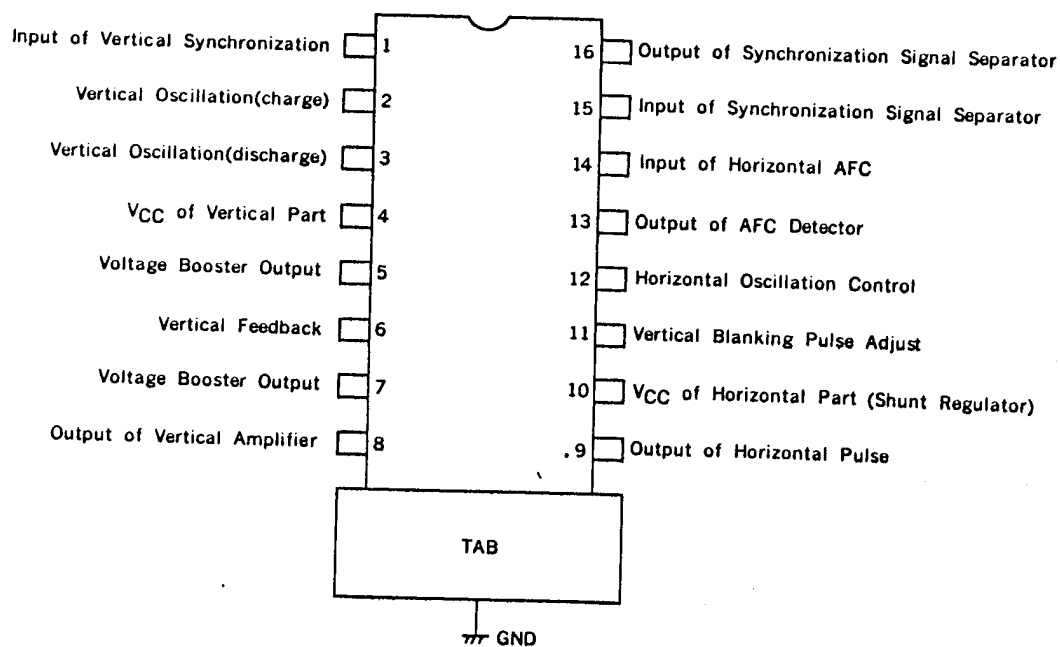 Input of Vertical Synchronization 1
Vertical Oscillation(charge) 2
Vertical Oscillation(discharge) 3
VCC of Vertical Part 4
Voltage Booster Output 5
Vertical Feedback 6
Voltage Booster Output 7
Output of Vertical Amplifier 8
16 Output of Synchronization Signal Separator
15 Input of Synchronization Signal Separator
14 Input of Horizontal AFC
13 Output of AFC Detector
12 Horizontal Oscillation Control
11 Vertical Blanking Pulse Adjust
10 VCC of Horizontal Part (Shunt Regulator)
.9 Output of Horizontal Pulse
TAB
GND